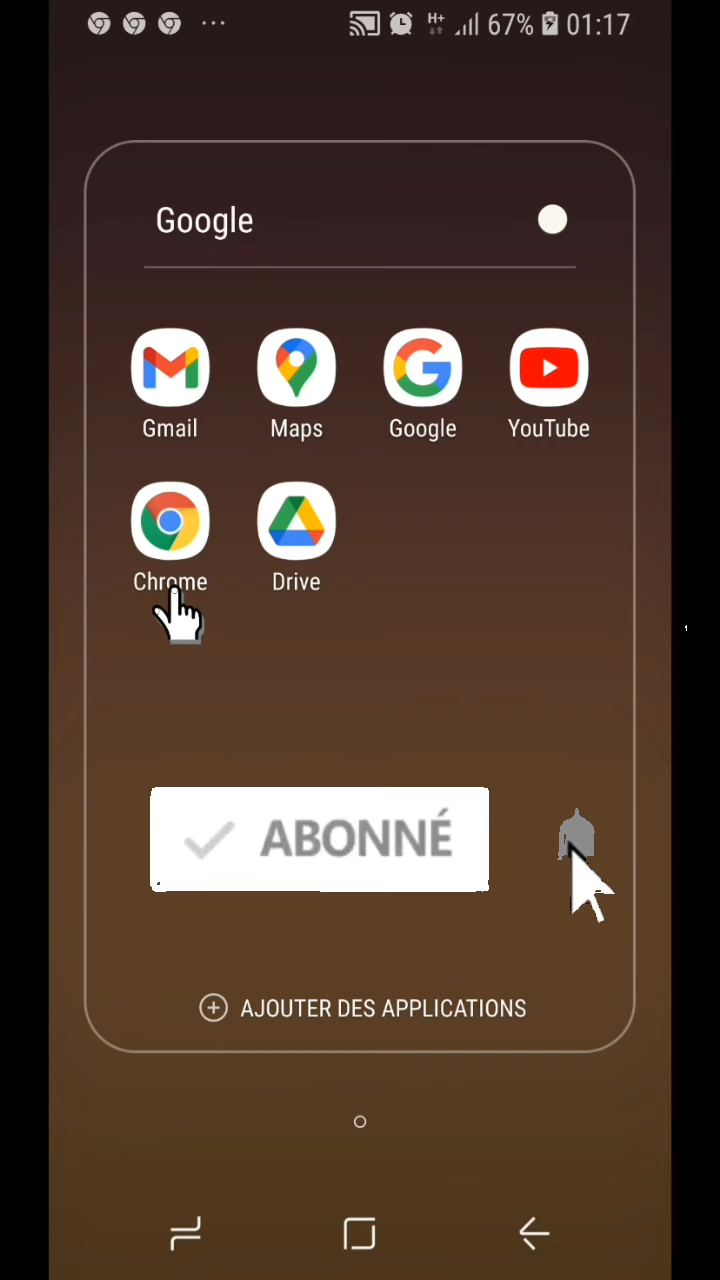 H+ 67% 01:17
Google
Gmail Maps Google YouTube
Chrome Drive
ABONNÉ
AJOUTER DES APPLICATIONS